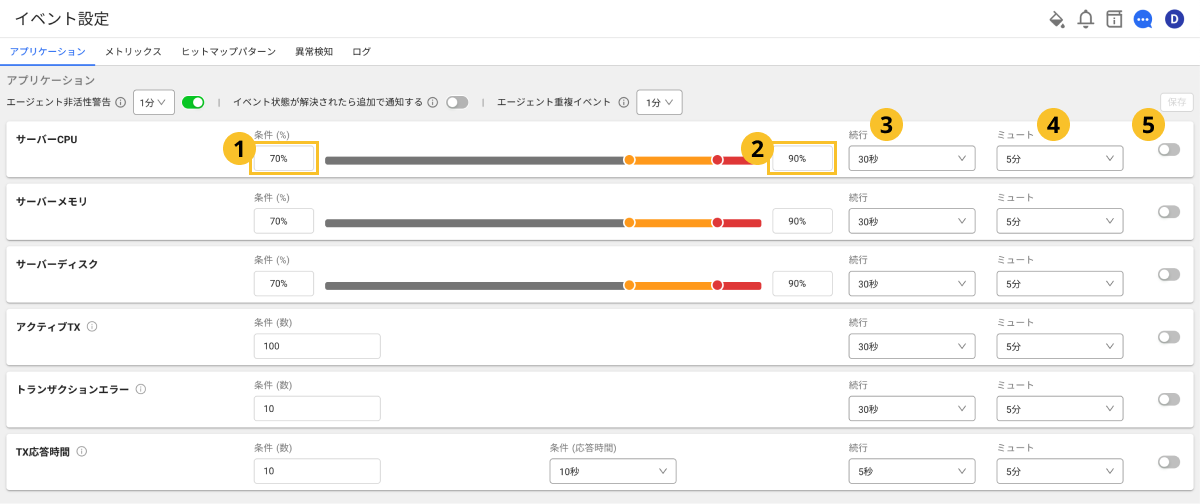 イベント設定
D
アプリケーション メトリックス ヒットマップパターン 異常検知 ログ
アプリケーション
エージェント非活性警告 1分 | イベント状態が解決されたら追加で通知する | エージェント重複イベント 1分 保存
サーバーCPU 条件 (%) 続行 ミュート
1 2 3 4 5
70% 90% 30秒 5分
サーバーメモリ 条件 (%) 続行 ミュート
70% 90% 30秒 5分
サーバーディスク 条件 (%) 続行 ミュート
70% 90% 30秒 5分
アクティブTX 条件 (数) 続行 ミュート
100 30秒 5分
トランザクションエラー 条件 (数) 続行 ミュート
10 30秒 5分
TX応答時間 条件 (数) 条件 (応答時間) 続行 ミュート
10 10秒 5秒 5分